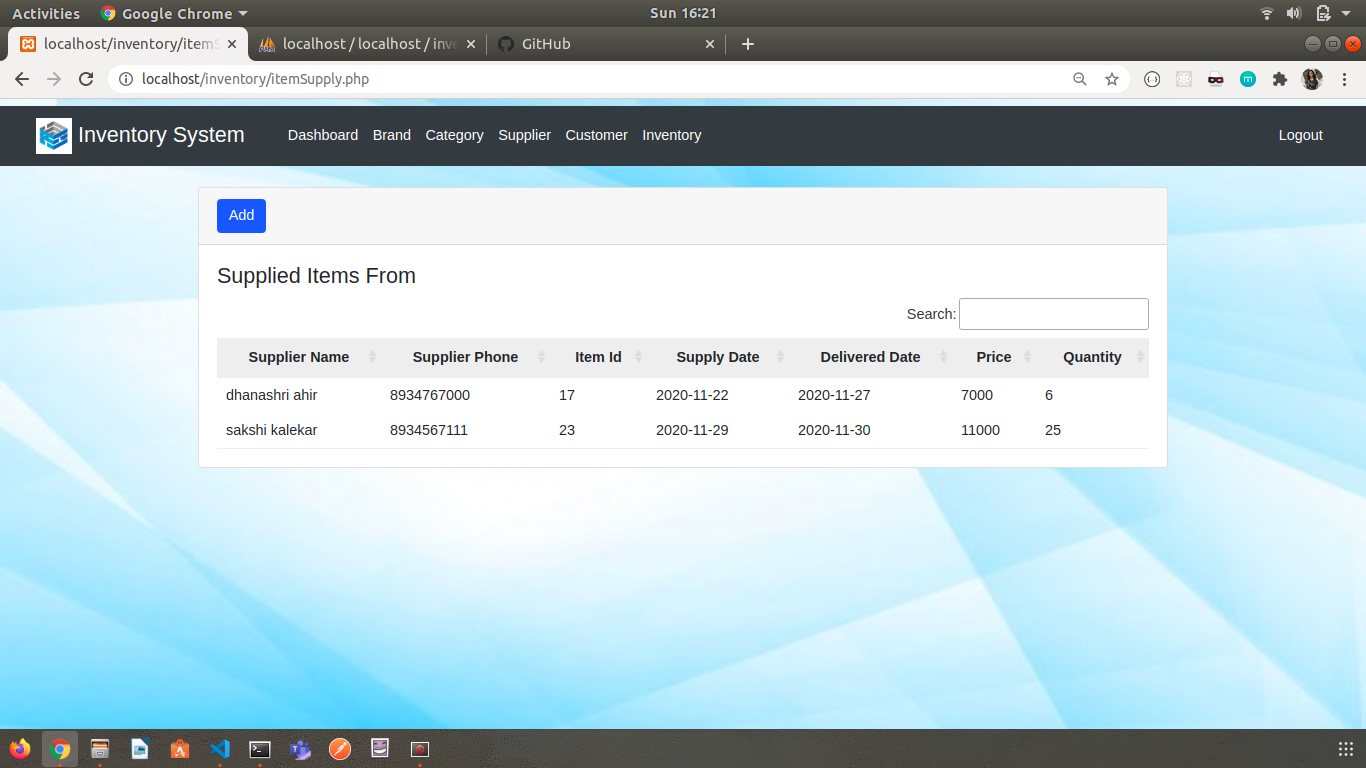 Activities Google Chrome Sun 16:21
localhost/inventory/itemS localhost / localhost / inve GitHub
localhost/inventory/itemSupply.php
Inventory System Dashboard Brand Category Supplier Customer Inventory Logout
Add
Supplied Items From
Search:
Supplier Name Supplier Phone Item Id Supply Date Delivered Date Price Quantity
dhanashri ahir 8934767000 17 2020-11-22 2020-11-27 7000 6
sakshi kalekar 8934567111 23 2020-11-29 2020-11-30 11000 25